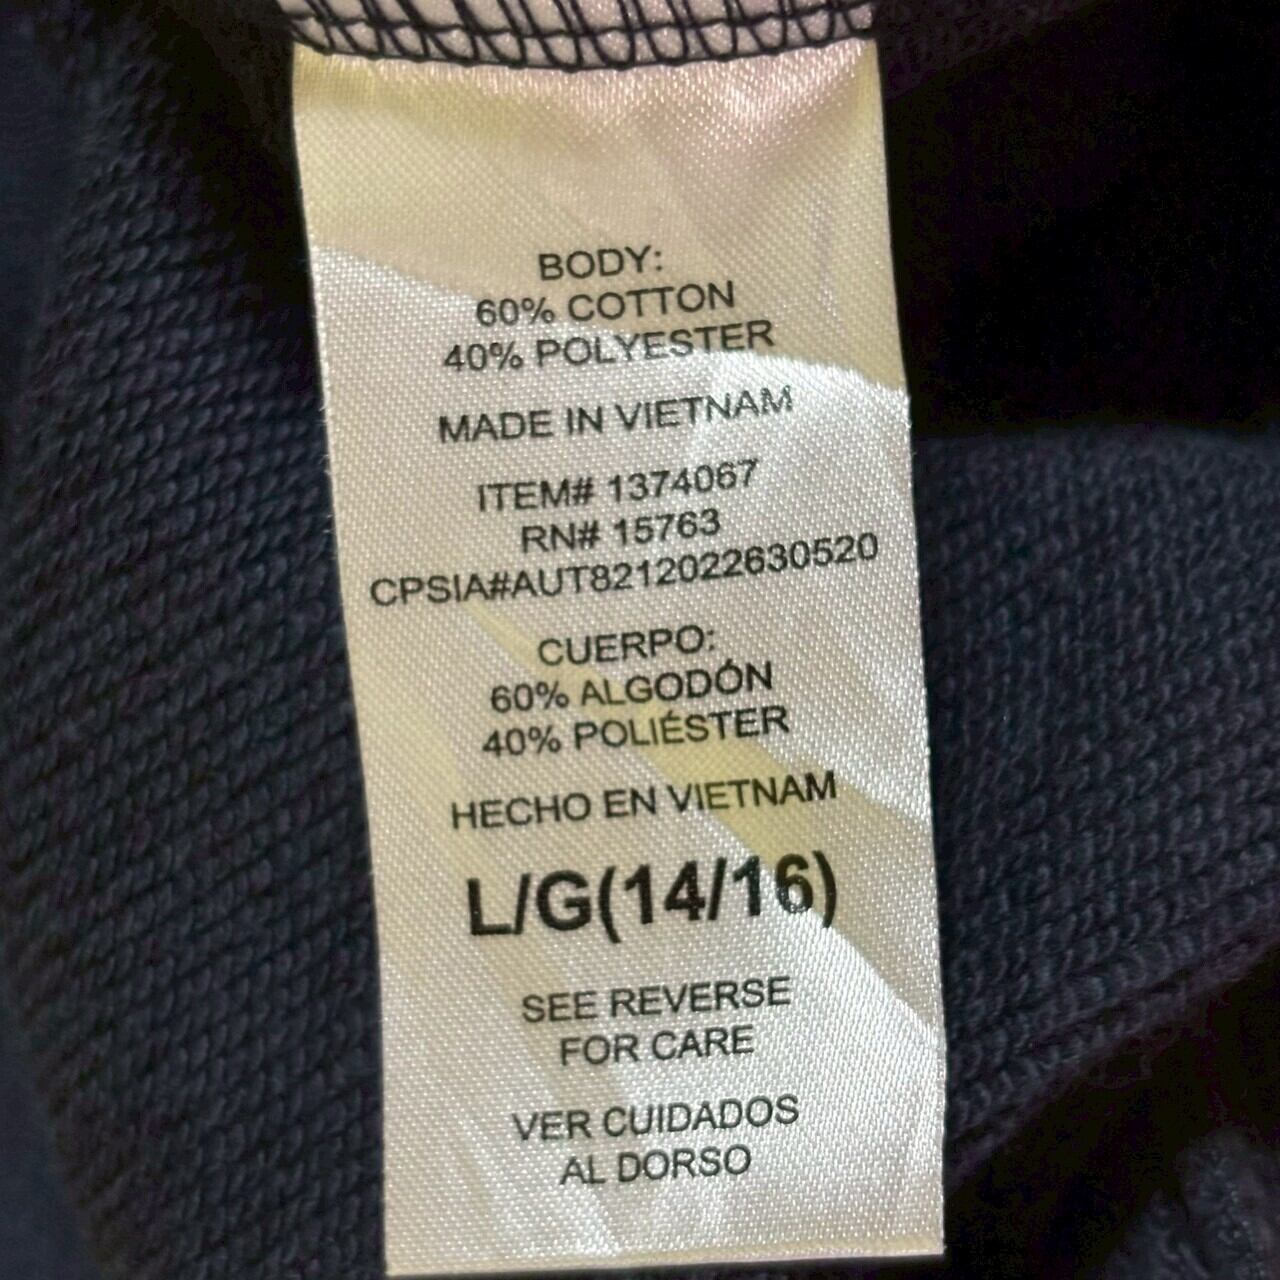 BODY:
60% COTTON
40% POLYESTER
MADE IN VIETNAM
ITEM# 1374067
RN# 15763
CPSIA#AUT8212022630520
CUERPO:
60% ALGODÓN
40% POLIÉSTER
HECHO EN VIETNAM
L/G(14/16)
SEE REVERSE
FOR CARE
VER CUIDADOS
AL DORSO